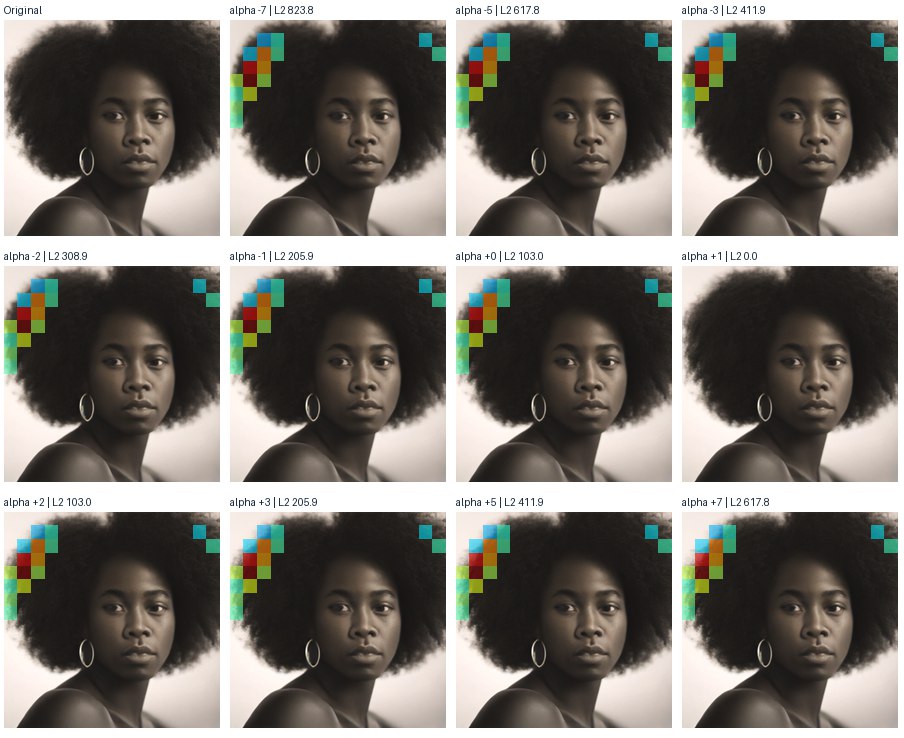 Original
alpha -7 | L2 823.8
alpha -5 | L2 617.8
alpha -3 | L2 411.9
alpha -2 | L2 308.9
alpha -1 | L2 205.9
alpha +0 | L2 103.0
alpha +1 | L2 0.0
alpha +2 | L2 103.0
alpha +3 | L2 205.9
alpha +5 | L2 411.9
alpha +7 | L2 617.8